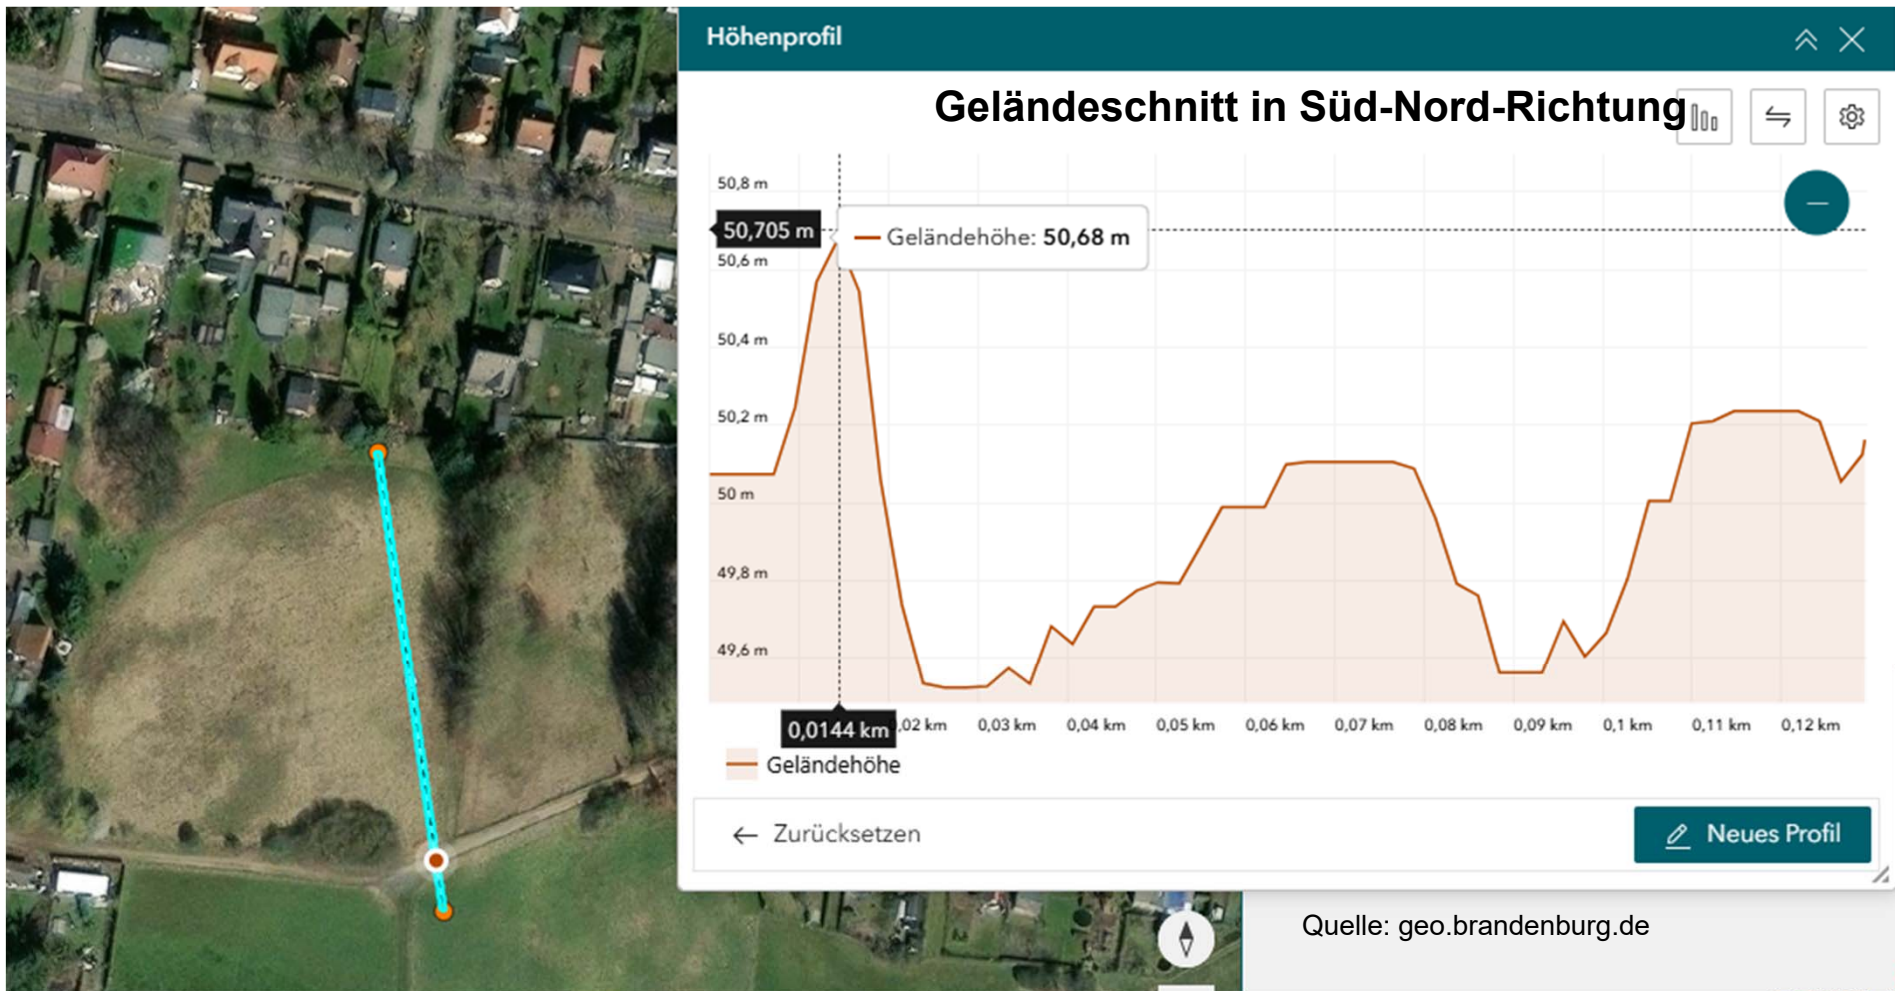 Höhenprofil
Geländeschnitt in Süd-Nord-Richtung
50,8 m
50,705 m
Geländehöhe: 50,68 m
50,6 m
50,4 m
50,2 m
50 m
49,8 m
49,6 m
0,0144 km ,02 km 0,03 km 0,04 km 0,05 km 0,06 km 0,07 km 0,08 km 0,09 km 0,1 km 0,11 km 0,12 km
Geländehöhe
Zurücksetzen
Neues Profil
Quelle: geo.brandenburg.de